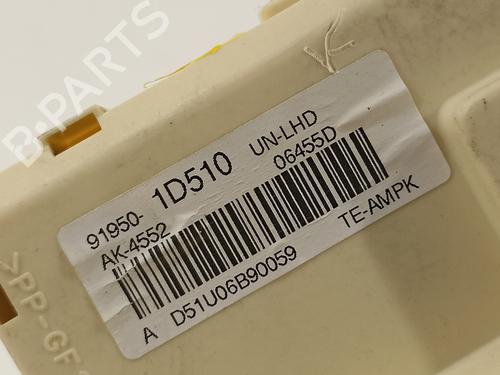 B-PARTS
K
91950-1D510 UN-LHD
AK-4552 06455D
A D51U06B90059 TE-AMPK
>PP-GF